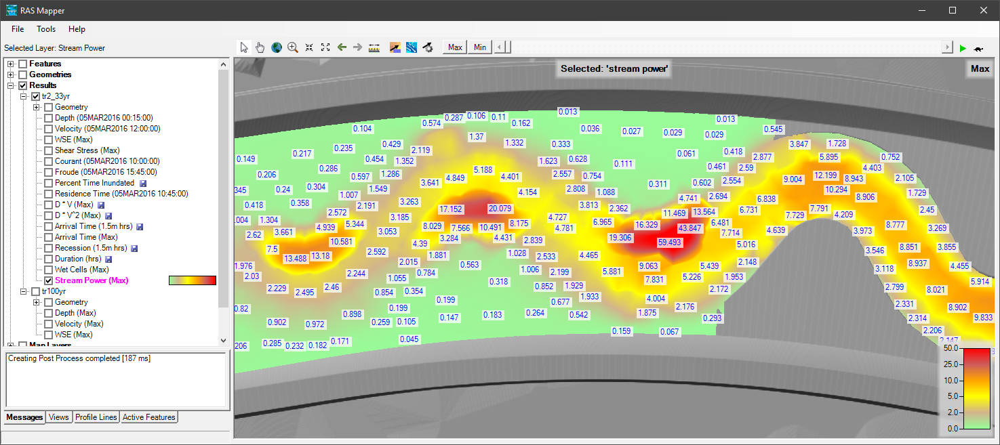 RAS Mapper
File Tools Help
Selected Layer: Stream Power
Max Min
Features
Geometries
Results
tr2_33yr
Geometry
Depth (05MAR2016 00:15:00)
Velocity (05MAR2016 12:00:00)
WSE (Max)
Shear Stress (Max)
Courant (05MAR2016 10:00:00)
Froude (05MAR2016 15:45:00)
Percent Time Inundated
Residence Time (05MAR2016 10:45:00)
D * V (Max)
D * V^2 (Max)
Arrival Time (1.5m hrs)
Arrival Time (Max)
Recession (1.5m hrs)
Duration (hrs)
Wet Cells (Max)
Stream Power (Max)
tr100yr
Geometry
Depth (Max)
Velocity (Max)
WSE (Max)
Map Layers
Creating Post Process completed [187 ms]
Messages Views Profile Lines Active Features
Selected: 'stream power'
Max
0.013
0.287 0.106 0.11 0.013
0.574 0.162
0.104 0.036 0.027 0.029 0.029 0.545
1.37
0.429 1.332 0.333 3.847 1.728
0.235 2.119
0.217 0.061 0.418
0.149 0.454 1.352 1.623 0.628 2.877 5.895 0.752
0.111
0.286 5.188 0.461 2.59 4.403
0.206 0.597 1.286 4.849 4.401 2.557 0.754 12.199
3.641 0.311 0.602 2.554 9.004 8.943 2.105
345 0.24 0.304 1.549 4.154 2.808 1.088 10.294
1.007 1.729
0.418 0.358 2.191 3.263 3.813 4.741 2.694 6.838 8.906
17.152 20.079 2.362 6.731 7.791 2.45
2.572 11.469 13.564
.004 1.304 3.185 4.727 7.729 4.209
4.939 5.344 8.029 8.175 6.965 16.329 6.481 8.777
2.62 3.661 3.053 7.566 10.491 4.781 43.847 7.714 4.639 3.973 3.269
10.581 3.284 4.431 2.839 19.306
7.5 4.39 59.493 5.016 8.851 3.855
13.488 13.18 2.592 1.881 1.028 2.533 4.465 3.546
1.976 2.015 0.563 9.063 5.439 2.148 8.937 4.455
2.03 2.244 0.784 1.006 2.199 5.881 3.118
1.055 0.318 7.831 5.226 1.953 5.914
2.229 2.495 2.46 0.852 1.929 2.172 2.799 8.021
0.854 0.354 1.933 4.004
0.82 0.199 0.199 0.677 2.176 2.331 8.902
0.898 0.147 0.183 0.264 0.542 1.875 0.293 2.314 9.833
0.902 0.972 0.259 0.105
0.159 0.067 2.206
0.045 2.147
206 0.285 0.232 0.182 0.171
50.0
25.0
10.0
5.0
2.0
0.0